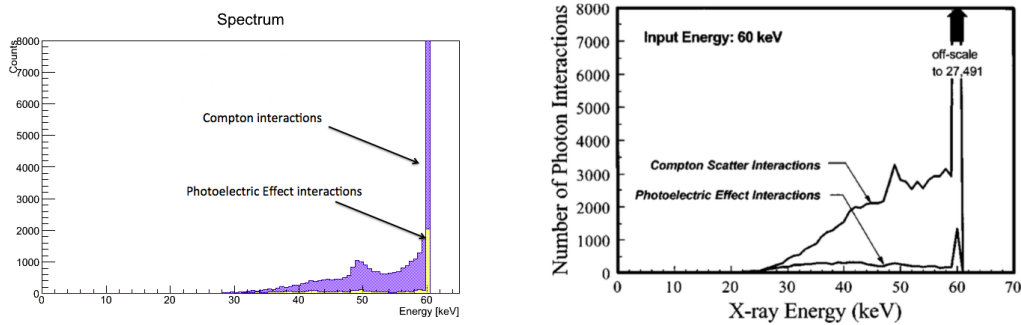 Spectrum
Counts
8000
7000
6000
5000
4000
3000
2000
1000
0
Compton interactions
Photoelectric Effect interactions
0 10 20 30 40 50 60
Energy [keV]
Number of Photon Interactions
8000
7000
6000
5000
4000
3000
2000
1000
0
Input Energy: 60 keV
off-scale
to 27,491
Compton Scatter Interactions
Photoelectric Effect Interactions
0 10 20 30 40 50 60 70
X-ray Energy (keV)